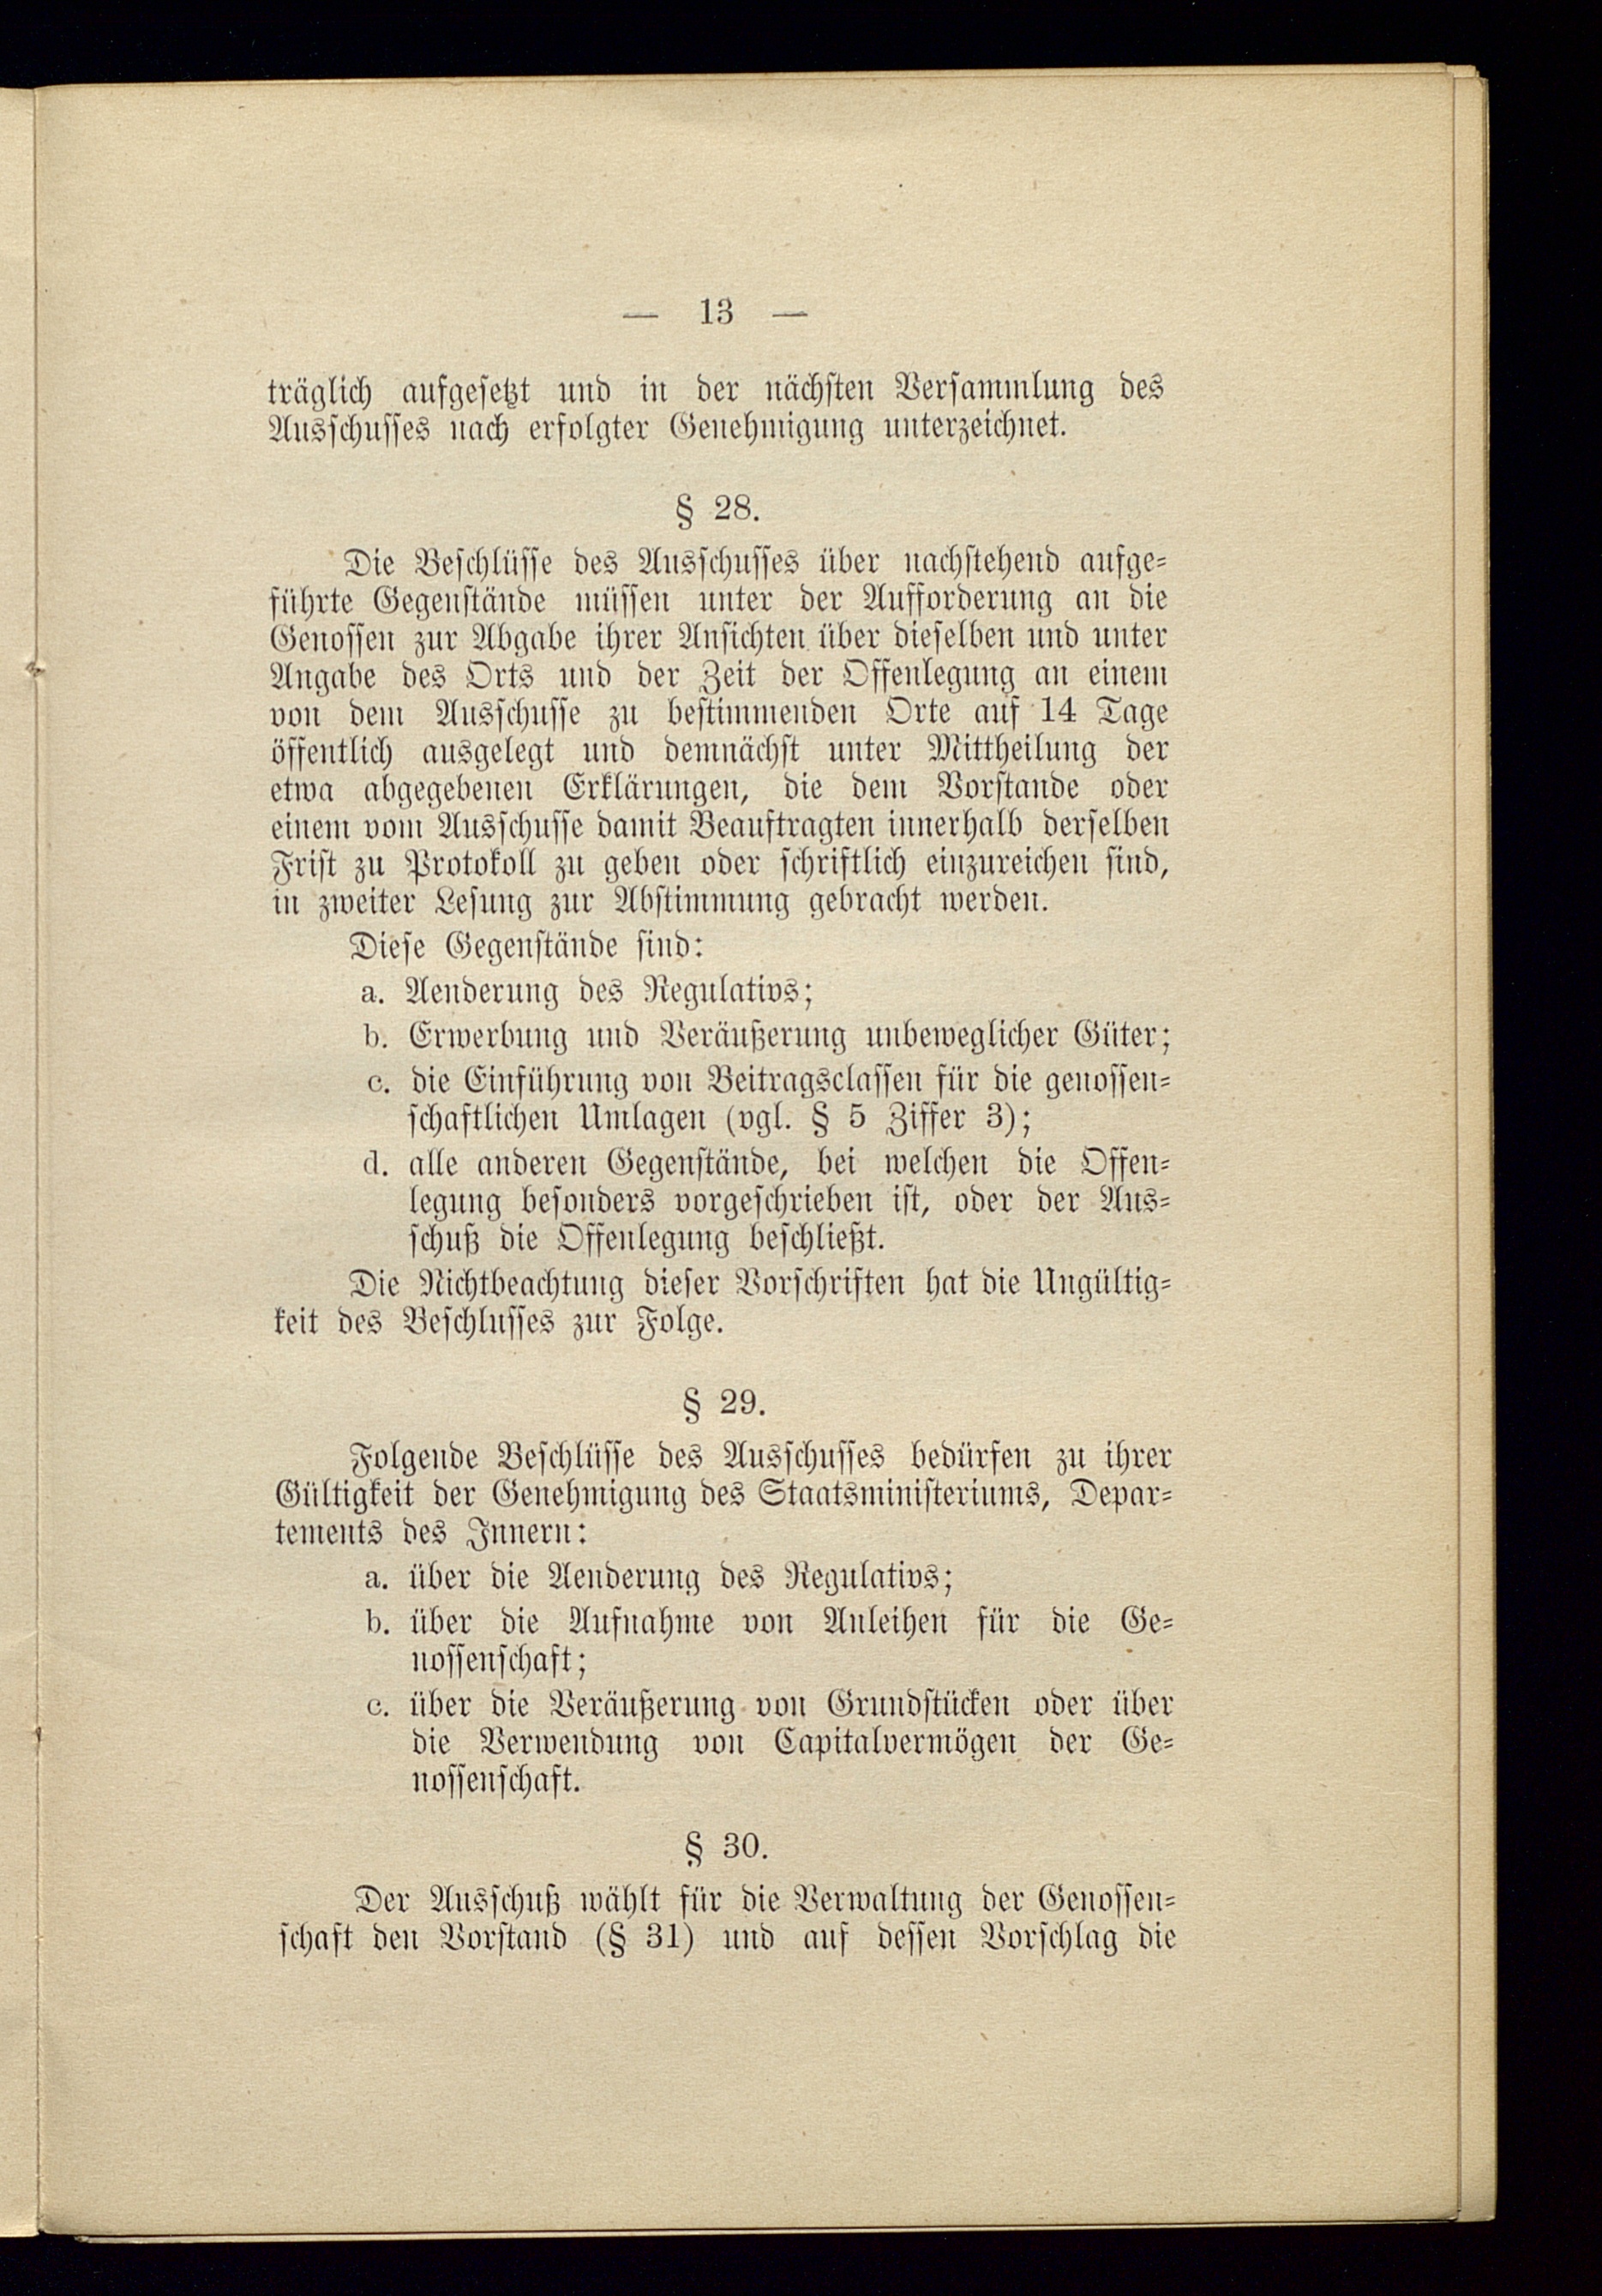 — 13 —
träglich aufgesetzt und in der nächsten Versammlung des
Ausschusses nach erfolgter Genehmigung unterzeichnet.
§ 28.
Die Beschlüsse des Ausschusses über nachstehend aufge-
führte Gegenstände müssen unter der Aufforderung an die
Genossen zur Abgabe ihrer Ansichten über dieselben und unter
Angabe des Orts und der Zeit der Offenlegung an einem
von dem Ausschusse zu bestimmenden Orte auf 14 Tage
öffentlich ausgelegt und demnächst unter Mittheilung der
etwa abgegebenen Erklärungen, die dem Vorstande oder
einem vom Ausschusse damit Beauftragten innerhalb derselben
Frist zu Protokoll zu geben oder schriftlich einzureichen sind,
in zweiter Lesung zur Abstimmung gebracht werden.
Diese Gegenstände sind:
a. Aenderung des Regulativs;
b. Erwerbung und Veräußerung unbeweglicher Güter;
c. die Einführung von Beitragsclassen für die genossen-
schaftlichen Umlagen (vgl. § 5 Ziffer 3);
d. alle anderen Gegenstände, bei welchen die Offen-
legung besonders vorgeschrieben ist, oder der Aus-
schuß die Offenlegung beschließt.
Die Nichtbeachtung dieser Vorschriften hat die Ungültig-
keit des Beschlusses zur Folge.
§ 29.
Folgende Beschlüsse des Ausschusses bedürfen zu ihrer
Gültigkeit der Genehmigung des Staatsministeriums, Depar-
tements des Innern:
a. über die Aenderung des Regulativs;
b. über die Aufnahme von Anleihen für die Ge-
nossenschaft;
c. über die Veräußerung von Grundstücken oder über
die Verwendung von Capitalvermögen der Ge-
nossenschaft.
§ 30.
Der Ausschuß wählt für die Verwaltung der Genossen-
schaft den Vorstand (§ 31) und auf dessen Vorschlag die